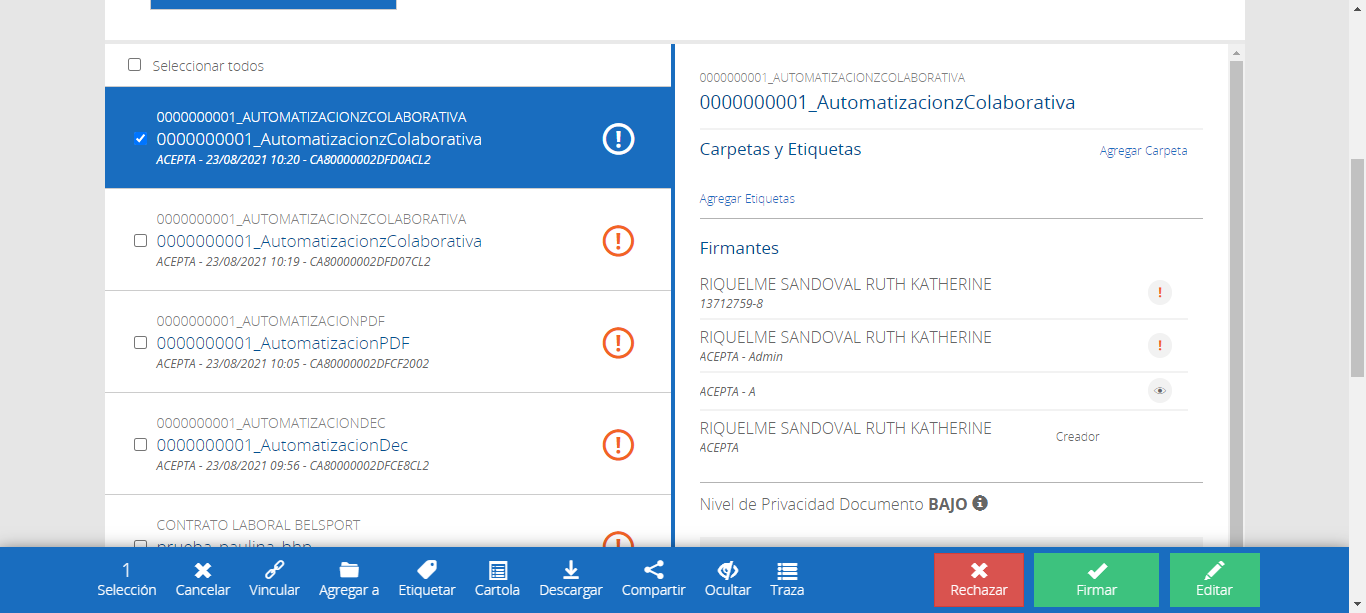 Seleccionar todos
0000000001_AUTOMATIZACIONZCOLABORATIVA
0000000001_AutomatizacionzColaborativa
ACEPTA - 23/08/2021 10:20 - CA80000002DFD0ACL2
0000000001_AUTOMATIZACIONZCOLABORATIVA
0000000001_AutomatizacionzColaborativa
ACEPTA - 23/08/2021 10:19 - CA80000002DFD07CL2
0000000001_AUTOMATIZACIONPDF
0000000001_AutomatizacionPDF
ACEPTA - 23/08/2021 10:05 - CA80000002DFCF2002
0000000001_AUTOMATIZACIONDEC
0000000001_AutomatizacionDec
ACEPTA - 23/08/2021 09:56 - CA80000002DFCE8CL2
CONTRATO LABORAL BELSPORT
prueba_paulina_bhp
0000000001_AUTOMATIZACIONZCOLABORATIVA
0000000001_AutomatizacionzColaborativa
Carpetas y Etiquetas
Agregar Carpeta
Agregar Etiquetas
Firmantes
RIQUELME SANDOVAL RUTH KATHERINE
13712759-8
RIQUELME SANDOVAL RUTH KATHERINE
ACEPTA - Admin
ACEPTA - A
RIQUELME SANDOVAL RUTH KATHERINE
ACEPTA
Creador
Nivel de Privacidad Documento BAJO
1
Selección
Cancelar
Vincular
Agregar a
Etiquetar
Cartola
Descargar
Compartir
Ocultar
Traza
Rechazar
Firmar
Editar